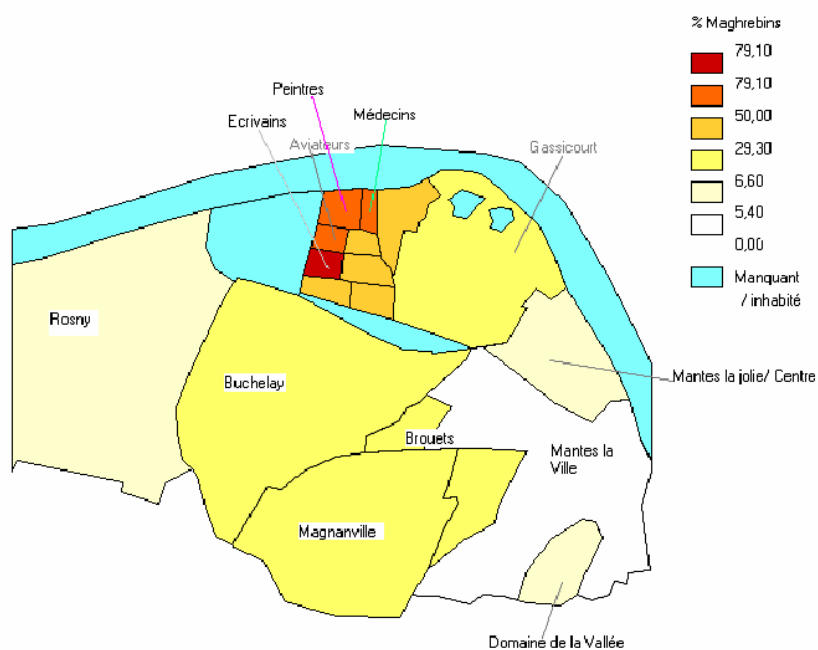 % Maghrebins
79,10
79,10
50,00
29,30
6,60
5,40
0,00
Manquant
/ inhabité
Peintres
Médecins
Ecrivains
Aviateurs
Gassicourt
Rosny
Buchelay
Mantes la jolie/ Centre
Brouets
Mantes la
Ville
Magnanville
Domaine de la Vallée